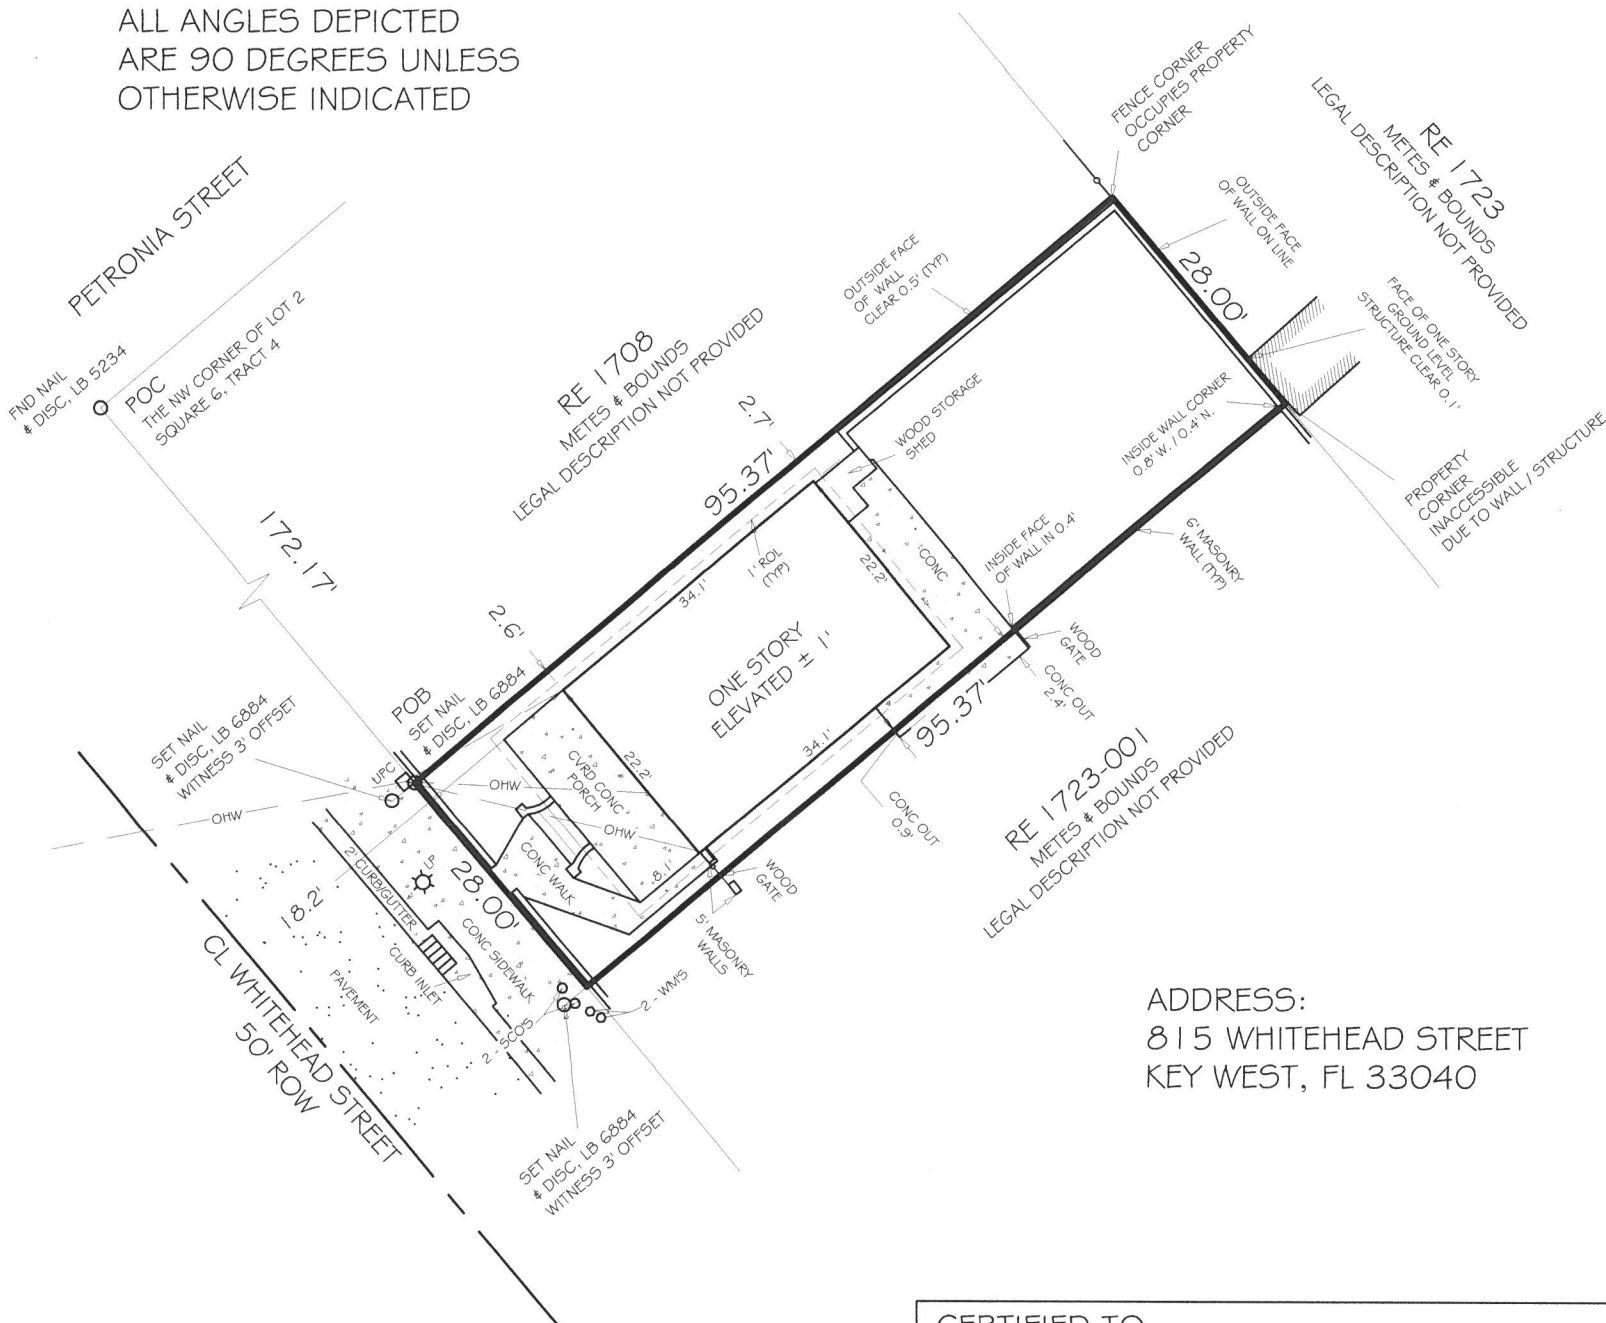 ALL ANGLES DEPICTED
ARE 90 DEGREES UNLESS
OTHERWISE INDICATED
PETRONIA STREET
FND NAIL
& DISC, LB 5234
POC
THE NW CORNER OF LOT 2
SQUARE 6, TRACT 4
172.17'
FENCE CORNER
OCCUPIES PROPERTY
CORNER
RE 1723
METES & BOUNDS
LEGAL DESCRIPTION NOT PROVIDED
OUTSIDE FACE
OF WALL ON LINE
28.00'
FACE OF ONE STORY
GROUND LEVEL
STRUCTURE CLEAR 0.1'
OUTSIDE FACE
OF WALL
CLEAR 0.5' (TYP)
RE 1708
METES & BOUNDS
LEGAL DESCRIPTION NOT PROVIDED
2.7'
95.37'
WOOD STORAGE
SHED
INSIDE WALL CORNER
0.8' W. / 0.4' N.
PROPERTY
CORNER
INACCESSIBLE
DUE TO WALL / STRUCTURE
6' MASONRY
WALL (TYP)
INSIDE FACE
OF WALL IN 0.4'
CONC
22.2'
1' ROL
(TYP)
34.1'
2.6'
ONE STORY
ELEVATED ± 1'
WOOD
GATE
CONC OUT
2.4'
95.37'
34.1'
RE 1723-001
METES & BOUNDS
LEGAL DESCRIPTION NOT PROVIDED
CONC OUT
0.9'
POB
SET NAIL
& DISC, LB 6884
SET NAIL
& DISC, LB 6884
WITNESS 3' OFFSET
UPC
OHW
OHW
OHW
CVRD CONC
PORCH
22.2'
CONC WALK
8.1'
WOOD
GATE
5' MASONRY
WALLS
28.00'
LP
2' CURB/GUTTER
18.2'
CONC SIDEWALK
CURB INLET
PAVEMENT
2 - WM'S
2 - SCO'S
CL WHITEHEAD STREET
50' ROW
SET NAIL
& DISC, LB 6884
WITNESS 3' OFFSET
ADDRESS:
815 WHITEHEAD STREET
KEY WEST, FL 33040
CERTIFIED TO